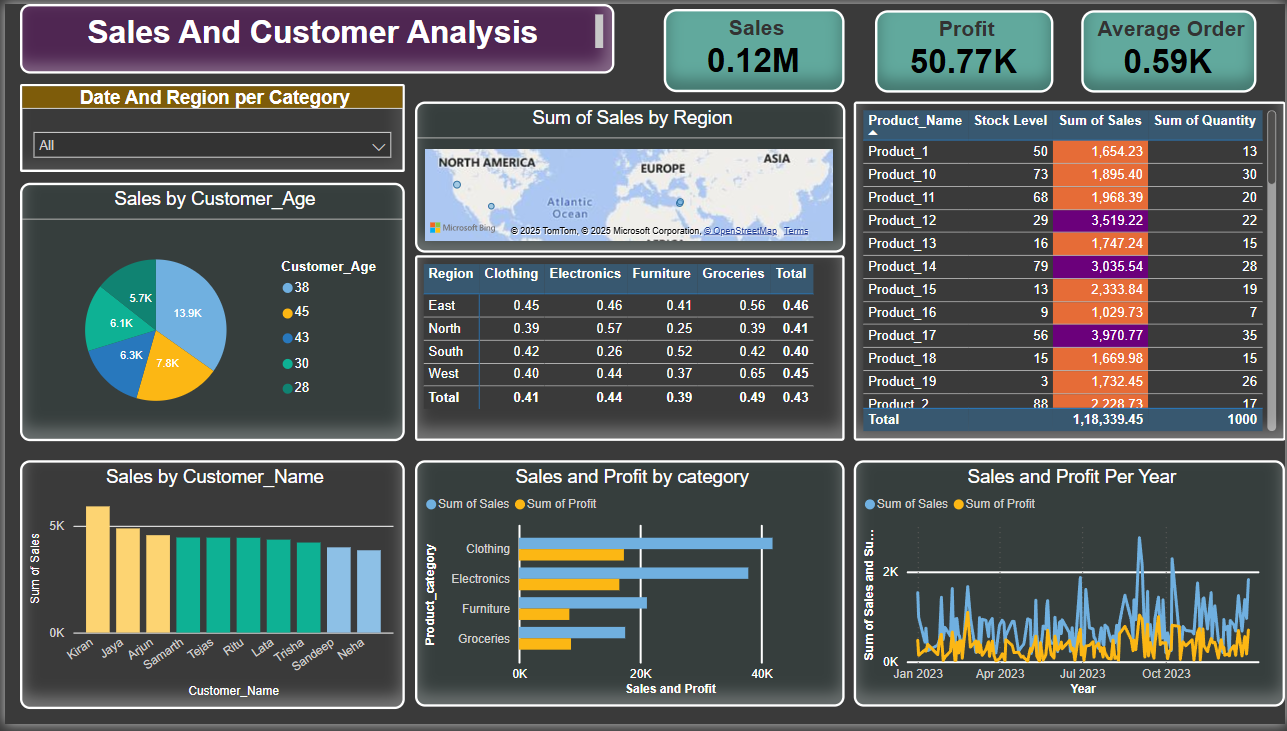 Sales And Customer Analysis
Sales
0.12M
Profit
50.77K
Average Order
0.59K
Date And Region per Category
All
Sales by Customer_Age
Customer_Age
38
45
43
30
28
13.9K
7.8K
6.3K
6.1K
5.7K
Sum of Sales by Region
NORTH AMERICA
EUROPE
ASIA
Atlantic
Ocean
Microsoft Bing
© 2025 TomTom, © 2025 Microsoft Corporation, © OpenStreetMap Terms
Region Clothing Electronics Furniture Groceries Total
East 0.45 0.46 0.41 0.56 0.46
North 0.39 0.57 0.25 0.39 0.41
South 0.42 0.26 0.52 0.42 0.40
West 0.40 0.44 0.37 0.65 0.45
Total 0.41 0.44 0.39 0.49 0.43
Product_Name Stock Level Sum of Sales Sum of Quantity
Product_1 50 1,654.23 13
Product_10 73 1,895.40 30
Product_11 68 1,968.39 20
Product_12 29 3,519.22 22
Product_13 16 1,747.24 15
Product_14 79 3,035.54 28
Product_15 13 2,333.84 19
Product_16 9 1,029.73 7
Product_17 56 3,970.77 35
Product_18 15 1,669.98 15
Product_19 3 1,732.45 26
Product_2 88 2,228.73 17
Total 1,18,339.45 1000
Sales by Customer_Name
Sum of Sales
5K
0K
Kiran
Jaya
Arjun
Samarth
Tejas
Ritu
Lata
Trisha
Sandeep
Neha
Customer_Name
Sales and Profit by category
Sum of Sales Sum of Profit
Product_category
Clothing
Electronics
Furniture
Groceries
0K 20K 40K
Sales and Profit
Sales and Profit Per Year
Sum of Sales Sum of Profit
Sum of Sales and Su...
2K
0K
Jan 2023 Apr 2023 Jul 2023 Oct 2023
Year